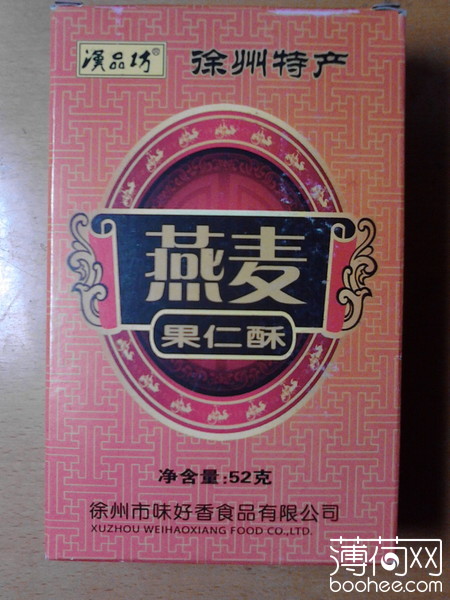 漢品坊®
徐州特产
燕麦
果仁酥
净含量:52克
徐州市味好香食品有限公司
XUZHOU WEIHAOXIANG FOOD CO.,LTD.
薄荷网
boohee.com